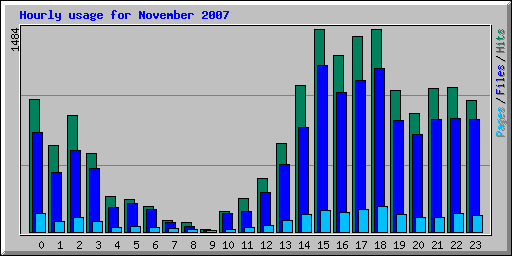 Hourly usage for November 2007
1484
Pages/Files/Hits
0 1 2 3 4 5 6 7 8 9 10 11 12 13 14 15 16 17 18 19 20 21 22 23